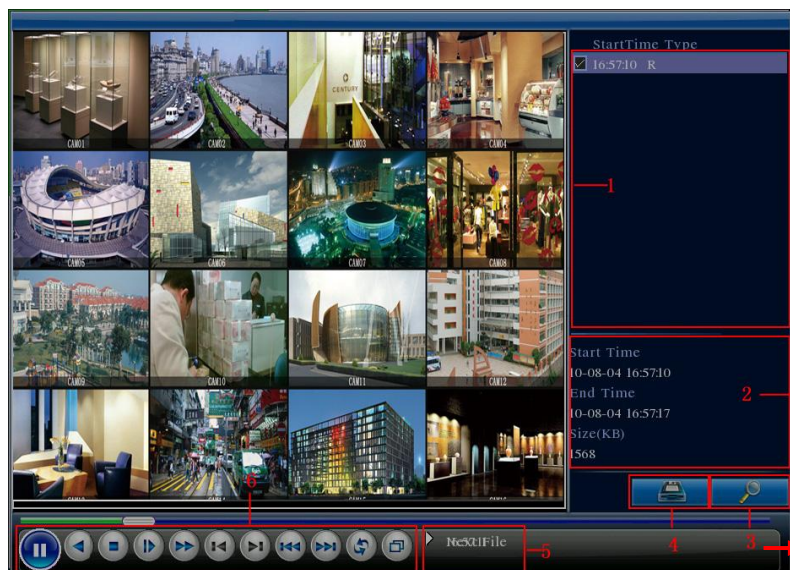 StartTime Type
16:57:10 R
CENTURY
CAM01
CAM02
CAM03
CAM04
CAM05
CAM06
CAM07
CAM08
CAM09
CAM10
CAM11
CAM12
1
Start Time
10-08-04 16:57:10
End Time
10-08-04 16:57:17
Size(KB)
1568
2
6
4
3
File
5